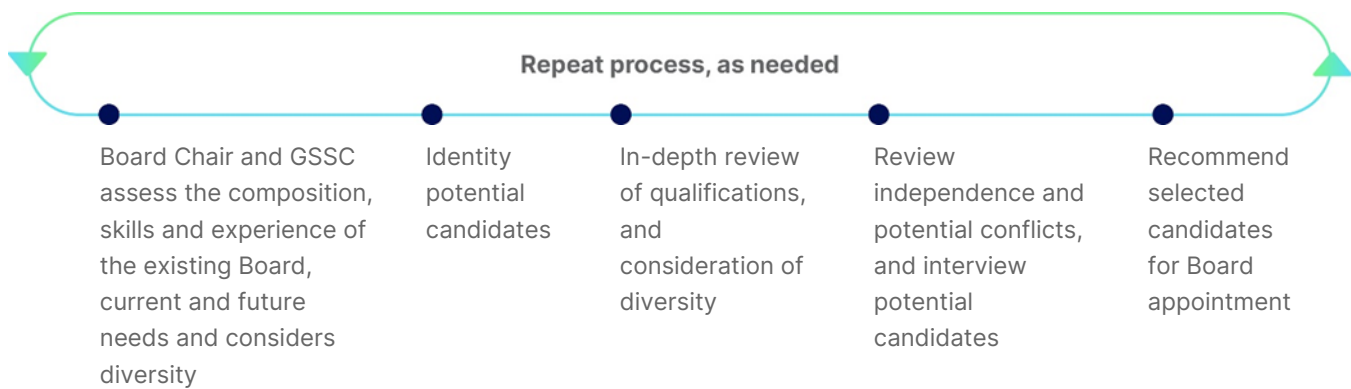 Repeat process, as needed
Board Chair and GSSC
assess the composition,
skills and experience of
the existing Board,
current and future
needs and considers
diversity
Identity
potential
candidates
In-depth review
of qualifications,
and
consideration of
diversity
Review
independence and
potential conflicts,
and interview
potential
candidates
Recommend
selected
candidates
for Board
appointment